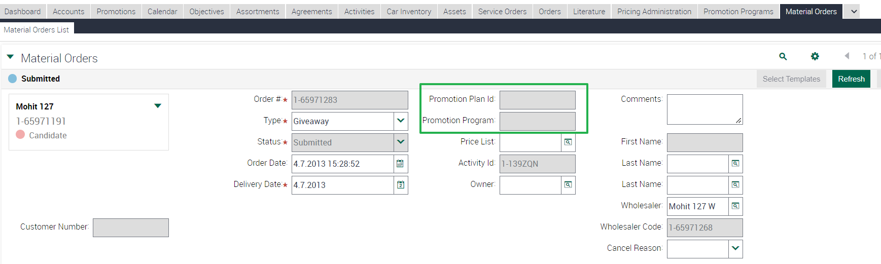 Dashboard Accounts Promotions Calendar Objectives Assortments Agreements Activities Car Inventory Assets Service Orders Orders Literature Pricing Administration Promotion Programs Material Orders
Material Orders List
Material Orders 1 of 1
Submitted Select Templates Refresh
Mohit 127
1-65971191
Candidate
Customer Number
Order # * 1-65971283
Type * Giveaway
Status * Submitted
Order Date 4.7.2013 15:28:52
Delivery Date * 4.7.2013
Promotion Plan Id
Promotion Program
Price List
Activity Id 1-139ZQN
Owner
Comments
First Name
Last Name
Last Name
Wholesaler Mohit 127 W
Wholesaler Code 1-65971268
Cancel Reason